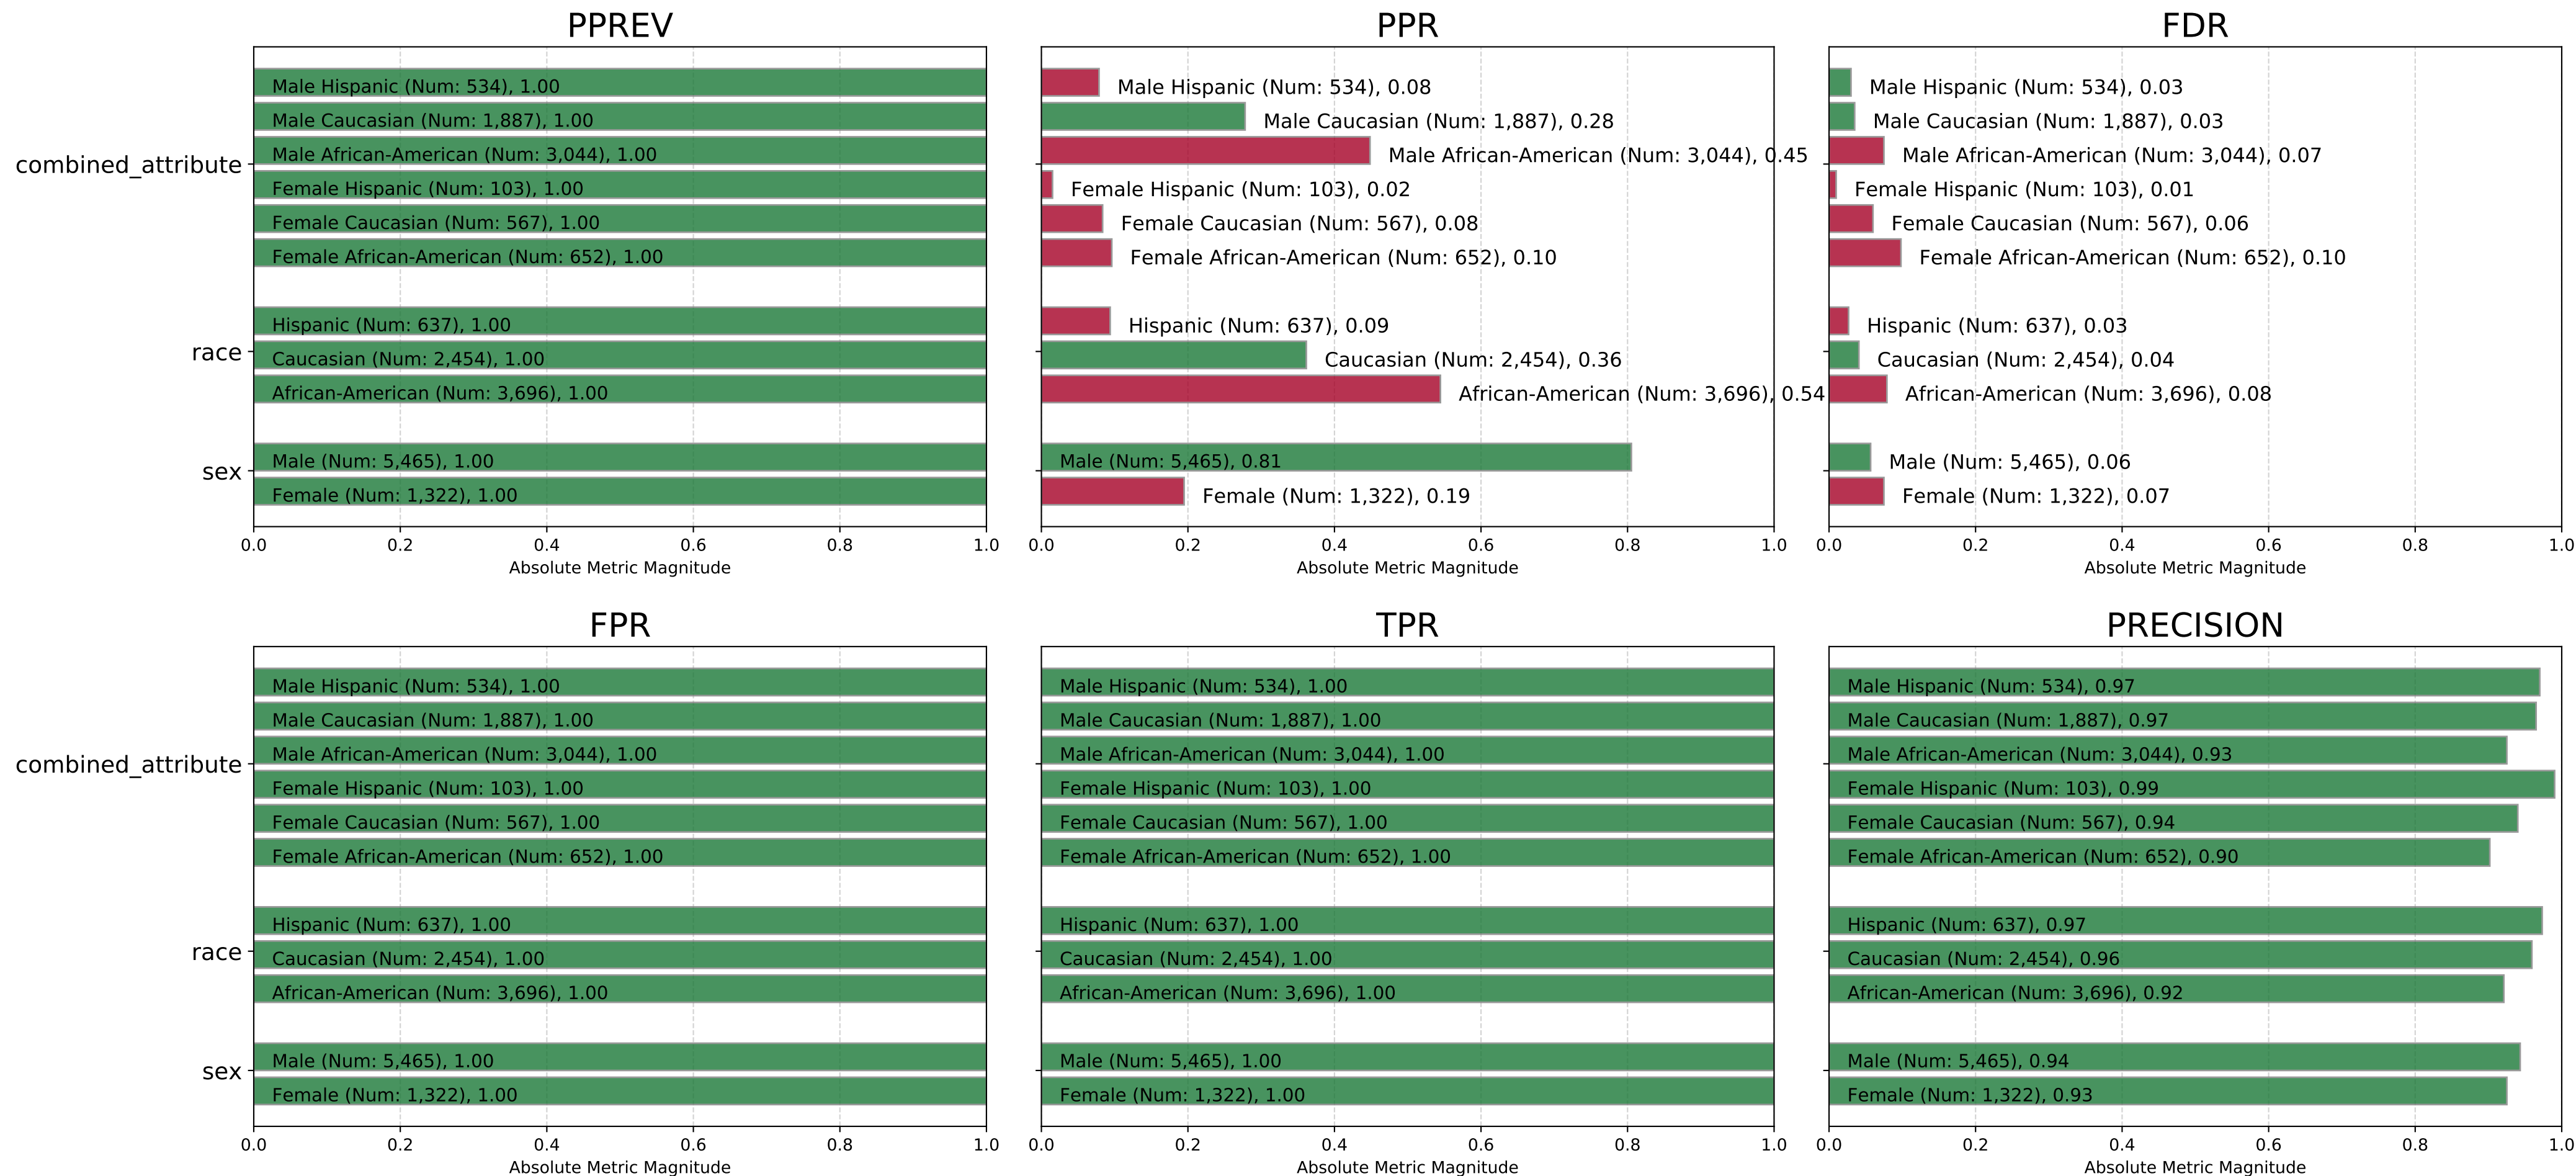 PPREV
PPR
FDR
combined_attribute
race
sex
Male Hispanic (Num: 534), 1.00
Male Caucasian (Num: 1,887), 1.00
Male African-American (Num: 3,044), 1.00
Female Hispanic (Num: 103), 1.00
Female Caucasian (Num: 567), 1.00
Female African-American (Num: 652), 1.00
Hispanic (Num: 637), 1.00
Caucasian (Num: 2,454), 1.00
African-American (Num: 3,696), 1.00
Male (Num: 5,465), 1.00
Female (Num: 1,322), 1.00
0.0 0.2 0.4 0.6 0.8 1.0
Absolute Metric Magnitude
Male Hispanic (Num: 534), 0.08
Male Caucasian (Num: 1,887), 0.28
Male African-American (Num: 3,044), 0.45
Female Hispanic (Num: 103), 0.02
Female Caucasian (Num: 567), 0.08
Female African-American (Num: 652), 0.10
Hispanic (Num: 637), 0.09
Caucasian (Num: 2,454), 0.36
African-American (Num: 3,696), 0.54
Male (Num: 5,465), 0.81
Female (Num: 1,322), 0.19
0.0 0.2 0.4 0.6 0.8 1.0
Absolute Metric Magnitude
Male Hispanic (Num: 534), 0.03
Male Caucasian (Num: 1,887), 0.03
Male African-American (Num: 3,044), 0.07
Female Hispanic (Num: 103), 0.01
Female Caucasian (Num: 567), 0.06
Female African-American (Num: 652), 0.10
Hispanic (Num: 637), 0.03
Caucasian (Num: 2,454), 0.04
African-American (Num: 3,696), 0.08
Male (Num: 5,465), 0.06
Female (Num: 1,322), 0.07
0.0 0.2 0.4 0.6 0.8 1.0
Absolute Metric Magnitude
FPR
TPR
PRECISION
combined_attribute
race
sex
Male Hispanic (Num: 534), 1.00
Male Caucasian (Num: 1,887), 1.00
Male African-American (Num: 3,044), 1.00
Female Hispanic (Num: 103), 1.00
Female Caucasian (Num: 567), 1.00
Female African-American (Num: 652), 1.00
Hispanic (Num: 637), 1.00
Caucasian (Num: 2,454), 1.00
African-American (Num: 3,696), 1.00
Male (Num: 5,465), 1.00
Female (Num: 1,322), 1.00
0.0 0.2 0.4 0.6 0.8 1.0
Absolute Metric Magnitude
Male Hispanic (Num: 534), 1.00
Male Caucasian (Num: 1,887), 1.00
Male African-American (Num: 3,044), 1.00
Female Hispanic (Num: 103), 1.00
Female Caucasian (Num: 567), 1.00
Female African-American (Num: 652), 1.00
Hispanic (Num: 637), 1.00
Caucasian (Num: 2,454), 1.00
African-American (Num: 3,696), 1.00
Male (Num: 5,465), 1.00
Female (Num: 1,322), 1.00
0.0 0.2 0.4 0.6 0.8 1.0
Absolute Metric Magnitude
Male Hispanic (Num: 534), 0.97
Male Caucasian (Num: 1,887), 0.97
Male African-American (Num: 3,044), 0.93
Female Hispanic (Num: 103), 0.99
Female Caucasian (Num: 567), 0.94
Female African-American (Num: 652), 0.90
Hispanic (Num: 637), 0.97
Caucasian (Num: 2,454), 0.96
African-American (Num: 3,696), 0.92
Male (Num: 5,465), 0.94
Female (Num: 1,322), 0.93
0.0 0.2 0.4 0.6 0.8 1.0
Absolute Metric Magnitude